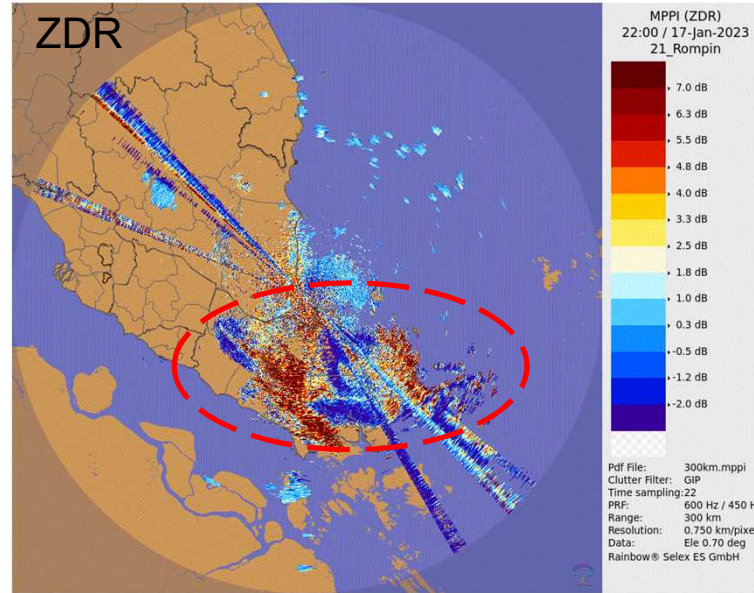 ZDR
MPPI (ZDR)
22:00 / 17-Jan-2023
21_Rompin
7.0 dB
6.3 dB
5.5 dB
4.8 dB
4.0 dB
3.3 dB
2.5 dB
1.8 dB
1.0 dB
0.3 dB
-0.5 dB
-1.2 dB
-2.0 dB
Pdf File: 300km.mppi
Clutter Filter: GIP
Time sampling:22
PRF: 600 Hz / 450 H
Range: 300 km
Resolution: 0.750 km/pixe
Data: Ele 0.70 deg
Rainbow® Selex ES GmbH